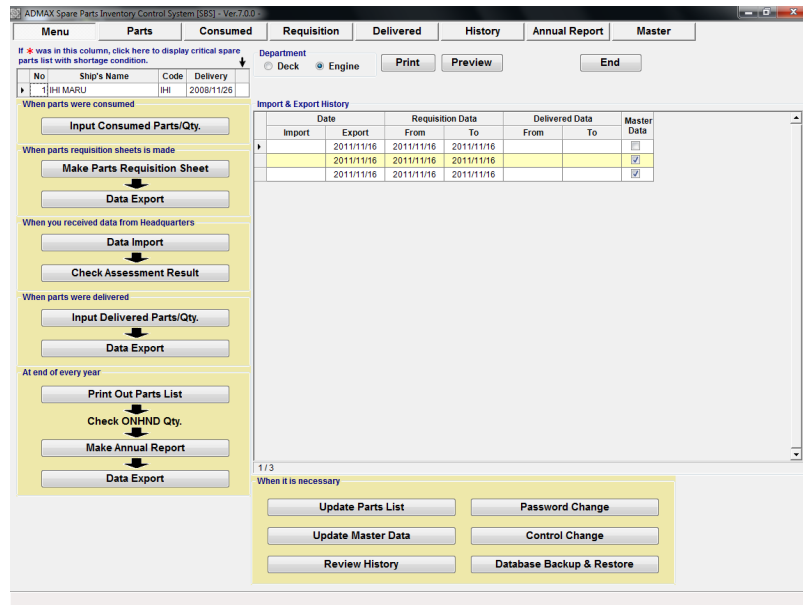 ADMAX Spare Parts Inventory Control System [SBS] - Ver.7.0.0 -
Menu Parts Consumed Requisition Delivered History Annual Report Master
If * was in this column, click here to display critical spare
parts list with shortage condition.
Department
Deck Engine Print Preview End
No Ship's Name Code Delivery
1 IHI MARU IHI 2008/11/26
When parts were consumed
Input Consumed Parts/Qty.
When parts requisition sheets is made
Make Parts Requisition Sheet
Data Export
When you received data from Headquarters
Data Import
Check Assessment Result
When parts were delivered
Input Delivered Parts/Qty.
Data Export
At end of every year
Print Out Parts List
Check ONHND Qty.
Make Annual Report
Data Export
Import & Export History
Date Requisition Data Delivered Data Master
Data
Import Export From To From To
2011/11/16 2011/11/16 2011/11/16
2011/11/16 2011/11/16 2011/11/16
2011/11/16 2011/11/16 2011/11/16
1 / 3
When it is necessary
Update Parts List Password Change
Update Master Data Control Change
Review History Database Backup & Restore